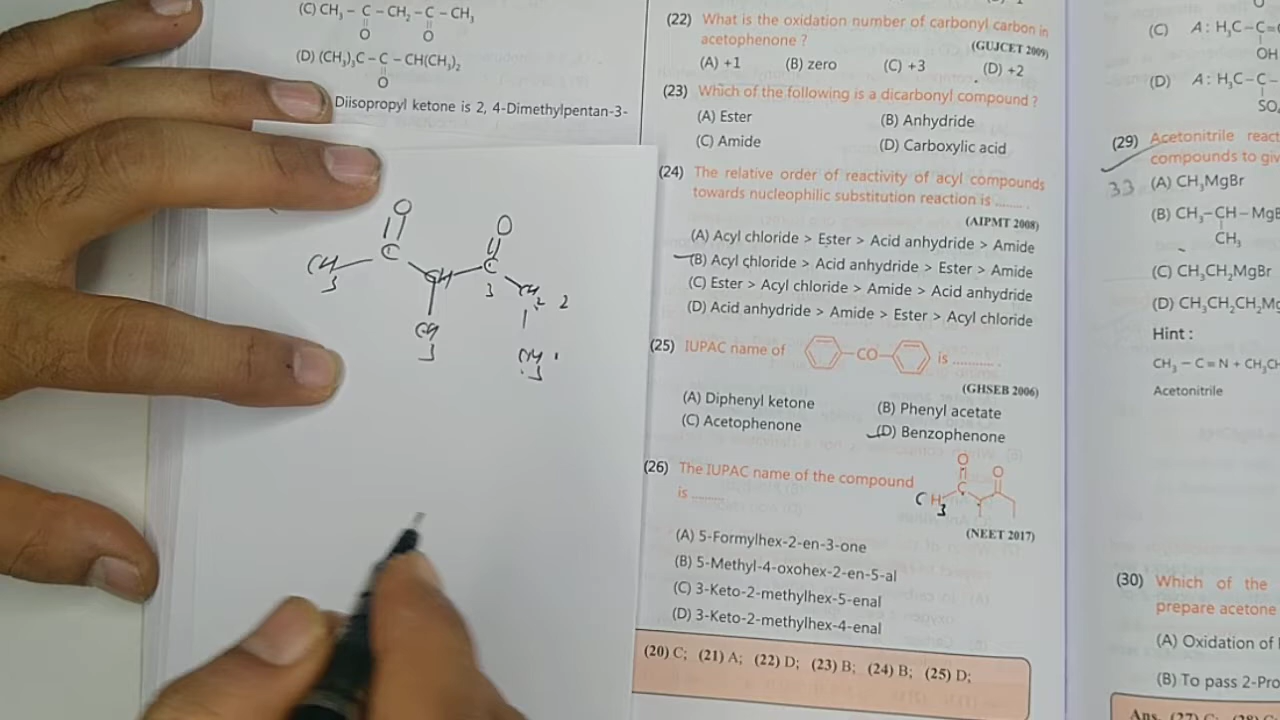 (C) CH₃ – C – CH₂ – C – CH₃
O O
(D) (CH₃)₃C – C – CH(CH₃)₂
O
Diisopropyl ketone is 2, 4-Dimethylpentan-3-
O
O
C
C
CH₃
CH
3
CH₂ 2
CH₃
CH₃ 1
(22) What is the oxidation number of carbonyl carbon in
acetophenone ?
(GUJCET 2009)
(A) +1 (B) zero (C) +3 (D) +2
(23) Which of the following is a dicarbonyl compound ?
(A) Ester (B) Anhydride
(C) Amide (D) Carboxylic acid
(24) The relative order of reactivity of acyl compounds
towards nucleophilic substitution reaction is ........ .
(AIPMT 2008)
(A) Acyl chloride > Ester > Acid anhydride > Amide
(B) Acyl chloride > Acid anhydride > Ester > Amide
(C) Ester > Acyl chloride > Amide > Acid anhydride
(D) Acid anhydride > Amide > Ester > Acyl chloride
(25) IUPAC name of –CO– is ........... .
(GHSEB 2006)
(A) Diphenyl ketone (B) Phenyl acetate
(C) Acetophenone (D) Benzophenone
(26) The IUPAC name of the compound
is .........
O
O
C
CH₃
(NEET 2017)
(A) 5-Formylhex-2-en-3-one
(B) 5-Methyl-4-oxohex-2-en-5-al
(C) 3-Keto-2-methylhex-5-enal
(D) 3-Keto-2-methylhex-4-enal
(20) C; (21) A; (22) D; (23) B; (24) B; (25) D;
(C) A : H₃C–C=
OH
(D) A : H₃C–C–
SO
(29) Acetonitrile react
compounds to giv
33
(A) CH₃MgBr
(B) CH₃–CH–MgB
CH₃
(C) CH₃CH₂MgBr
(D) CH₃CH₂CH₂Mg
Hint :
CH₃ – C ≡ N + CH₃CH
Acetonitrile
(30) Which of the
prepare acetone
(A) Oxidation of
(B) To pass 2-Pro
Ans.